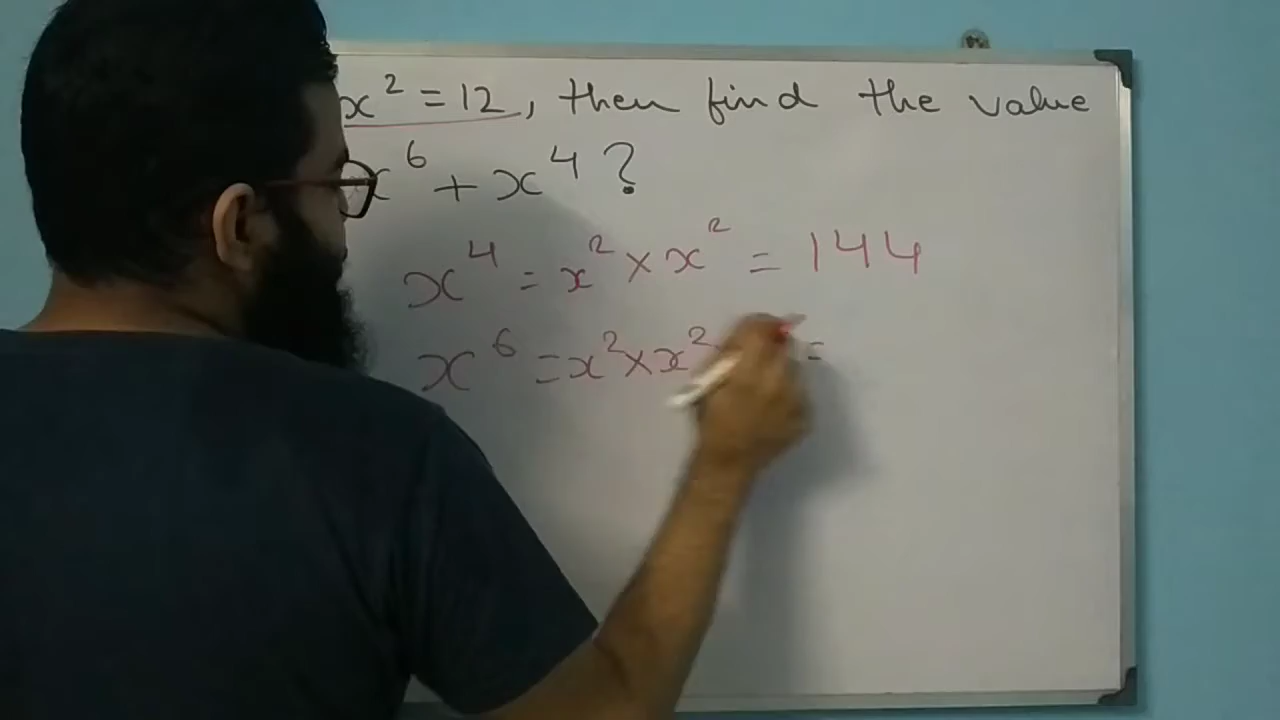 x² = 12, then find the value
x⁶ + x⁴ ?
x⁴ = x² × x² = 144
x⁶ = x² × x² =